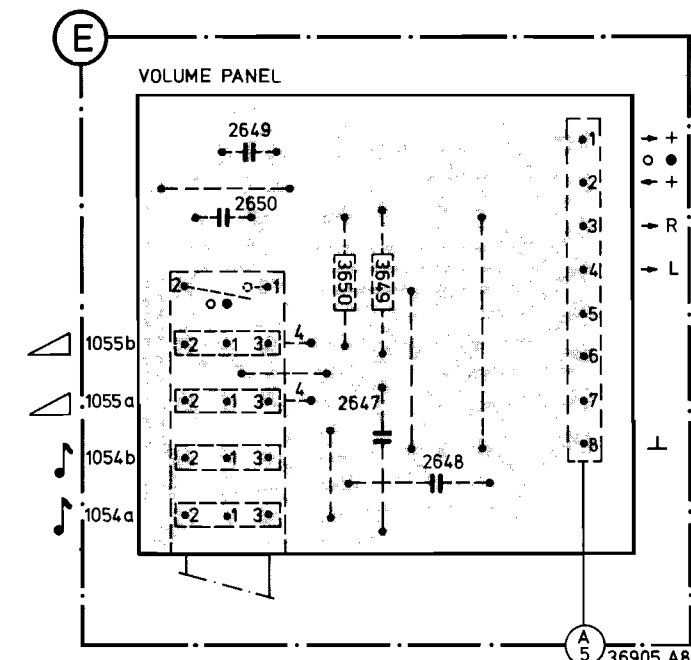 E
VOLUME PANEL
2649
2650
1 → +
○ ●
2 ← +
3 → R
4 → L
5
6
7
8 ⊥
3650
3649
2 1
○ ●
1055b 2 1 3 4
1055a 2 1 3 4
2647
1054b 2 1 3
2648
1054a 2 1 3
A
5
36905 A8